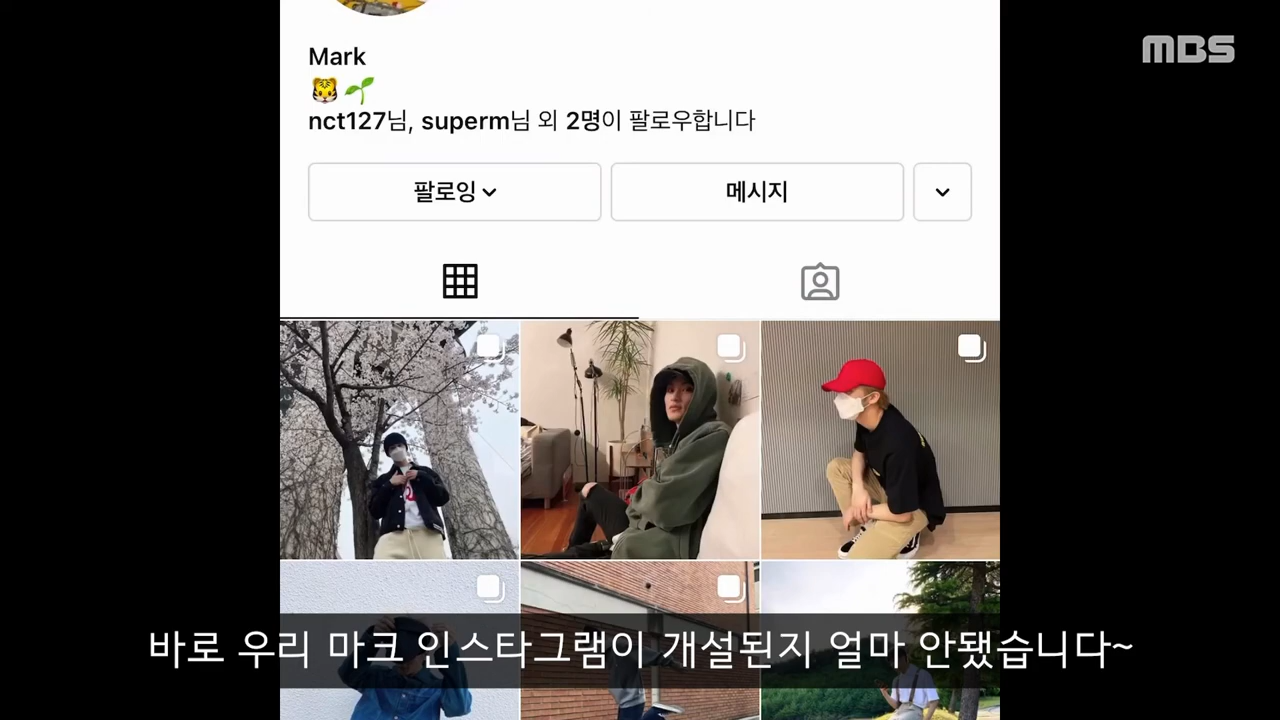 MBS
Mark
🐯🌱
nct127님, superm님 외 2명이 팔로우합니다
팔로잉
메시지
바로 우리 마크 인스타그램이 개설된지 얼마 안됐습니다~